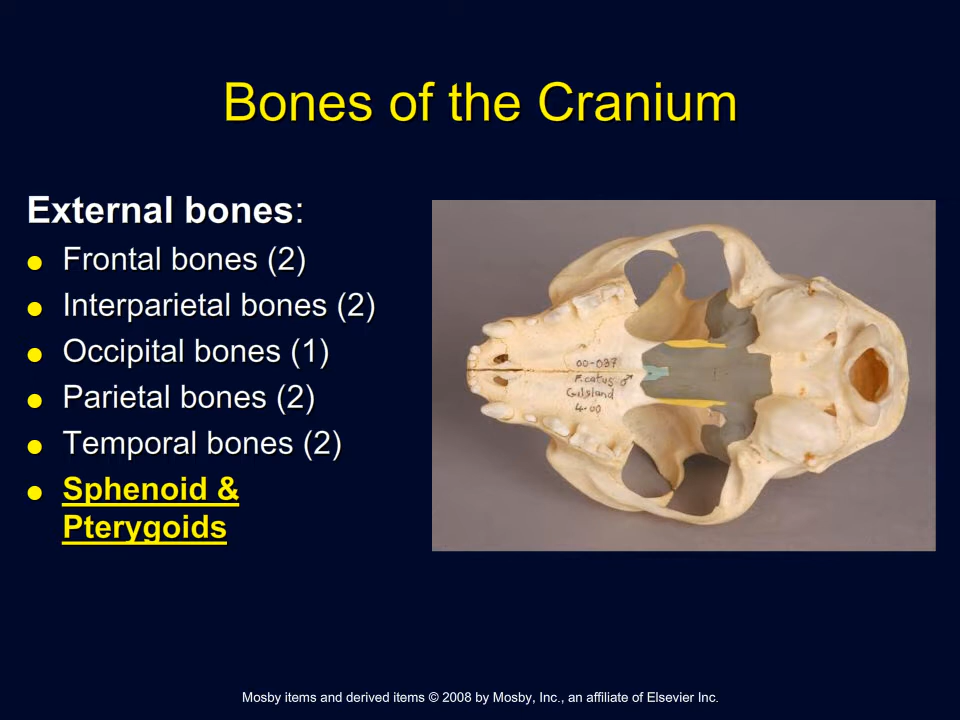 Bones of the Cranium
External bones:
Frontal bones (2)
Interparietal bones (2)
Occipital bones (1)
Parietal bones (2)
Temporal bones (2)
Sphenoid &
Pterygoids
00-037
F.catus ♂
Gilsland
4.00
Mosby items and derived items © 2008 by Mosby, Inc., an affiliate of Elsevier Inc.